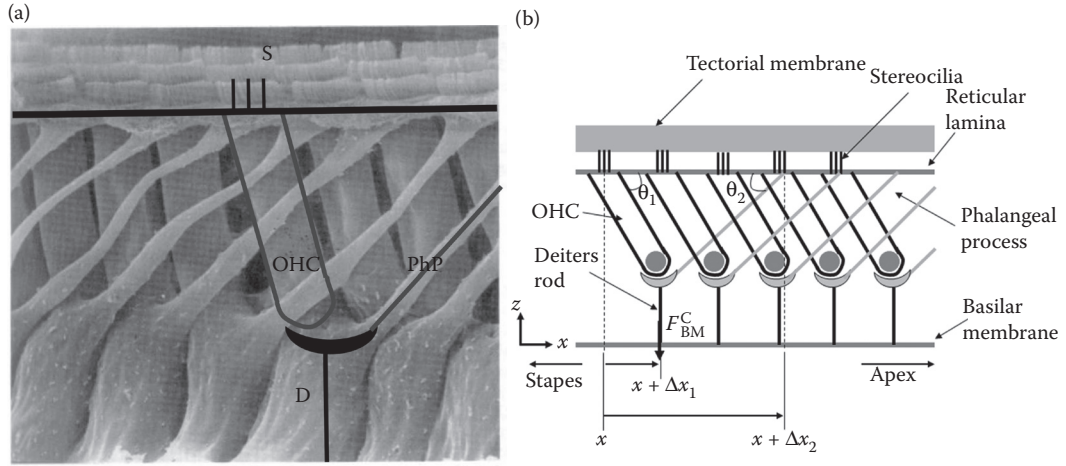 (a)
S
OHC
PhP
D
(b)
Tectorial membrane
Stereocilia
Reticular
lamina
θ1
θ2
OHC
Phalangeal
process
Deiters
rod
F C BM
Basilar
membrane
z
x
Stapes
Apex
x + Δx1
x
x + Δx2